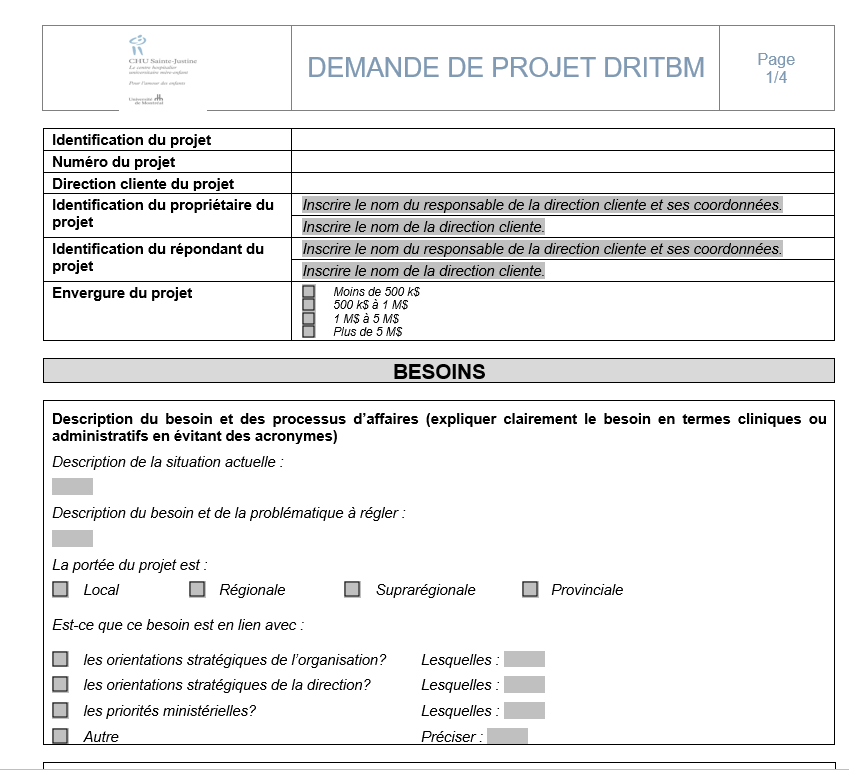 CHU Sainte-Justine
Le centre hospitalier
universitaire mère-enfant
Pour l'amour des enfants
Université
de Montréal
DEMANDE DE PROJET DRITBM
Page
1/4
Identification du projet
Numéro du projet
Direction cliente du projet
Identification du propriétaire du projet
Inscrire le nom du responsable de la direction cliente et ses coordonnées.
Inscrire le nom de la direction cliente.
Identification du répondant du projet
Inscrire le nom du responsable de la direction cliente et ses coordonnées.
Inscrire le nom de la direction cliente.
Envergure du projet
Moins de 500 k$
500 k$ à 1 M$
1 M$ à 5 M$
Plus de 5 M$
BESOINS
Description du besoin et des processus d'affaires (expliquer clairement le besoin en termes cliniques ou
administratifs en évitant des acronymes)
Description de la situation actuelle :
Description du besoin et de la problématique à régler :
La portée du projet est :
Local Régionale Suprarégionale Provinciale
Est-ce que ce besoin est en lien avec :
les orientations stratégiques de l'organisation? Lesquelles :
les orientations stratégiques de la direction? Lesquelles :
les priorités ministérielles? Lesquelles :
Autre Préciser :